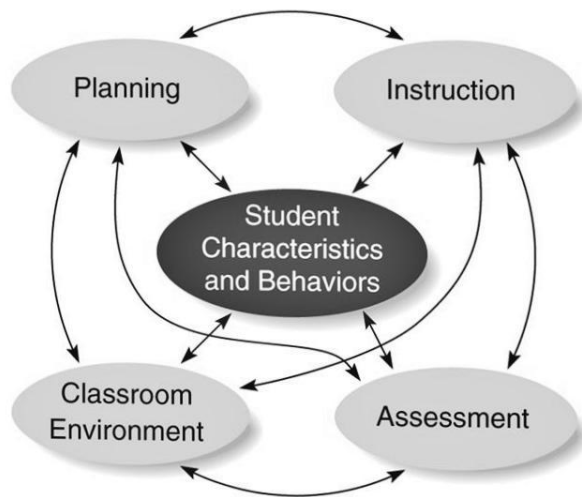 Planning
Instruction
Student
Characteristics
and Behaviors
Classroom
Environment
Assessment